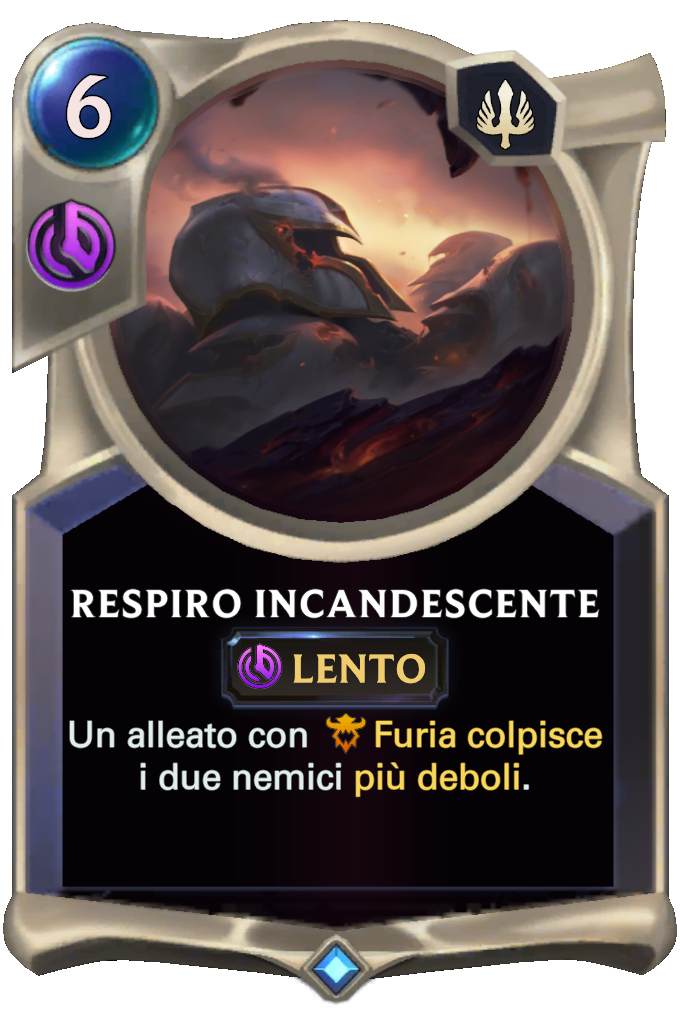 6
RESPIRO INCANDESCENTE
LENTO
Un alleato con Furia colpisce
i due nemici più deboli.